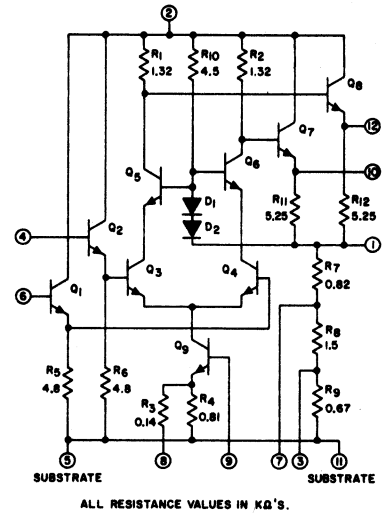 2
R1
1.32
R10
4.5
R2
1.32
Q8
Q7
12
Q5
Q6
10
D1
D2
R11
5.25
R12
5.25
4
Q2
1
6
Q1
Q3
Q4
R7
0.82
R8
1.5
Q9
R5
4.8
R6
4.8
R3
0.14
R4
0.81
R9
0.67
5
8
9
7
3
11
SUBSTRATE
SUBSTRATE
ALL RESISTANCE VALUES IN KΩ'S.